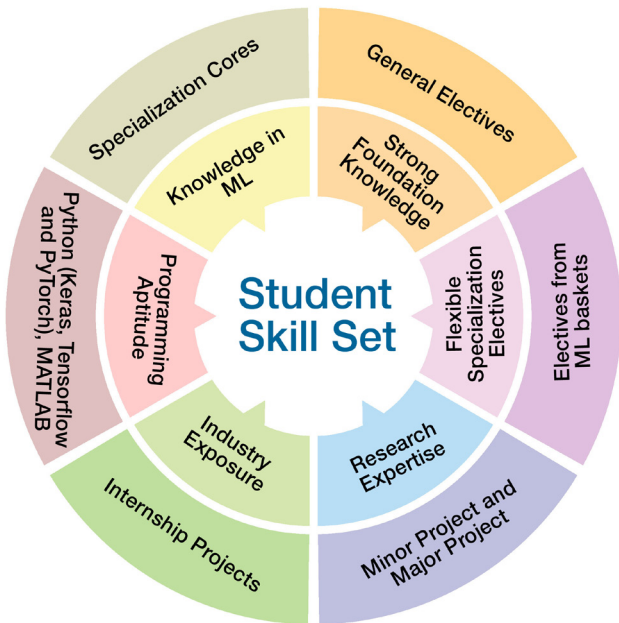 Specialization Cores
General Electives
Knowledge in
ML
Strong
Foundation
Knowledge
Python (Keras, Tensorflow
and PyTorch), MATLAB
Programming
Aptitude
Student
Skill Set
Flexible
Specialization
Electives
Electives from
ML baskets
Industry
Exposure
Research
Expertise
Internship Projects
Minor Project and
Major Project